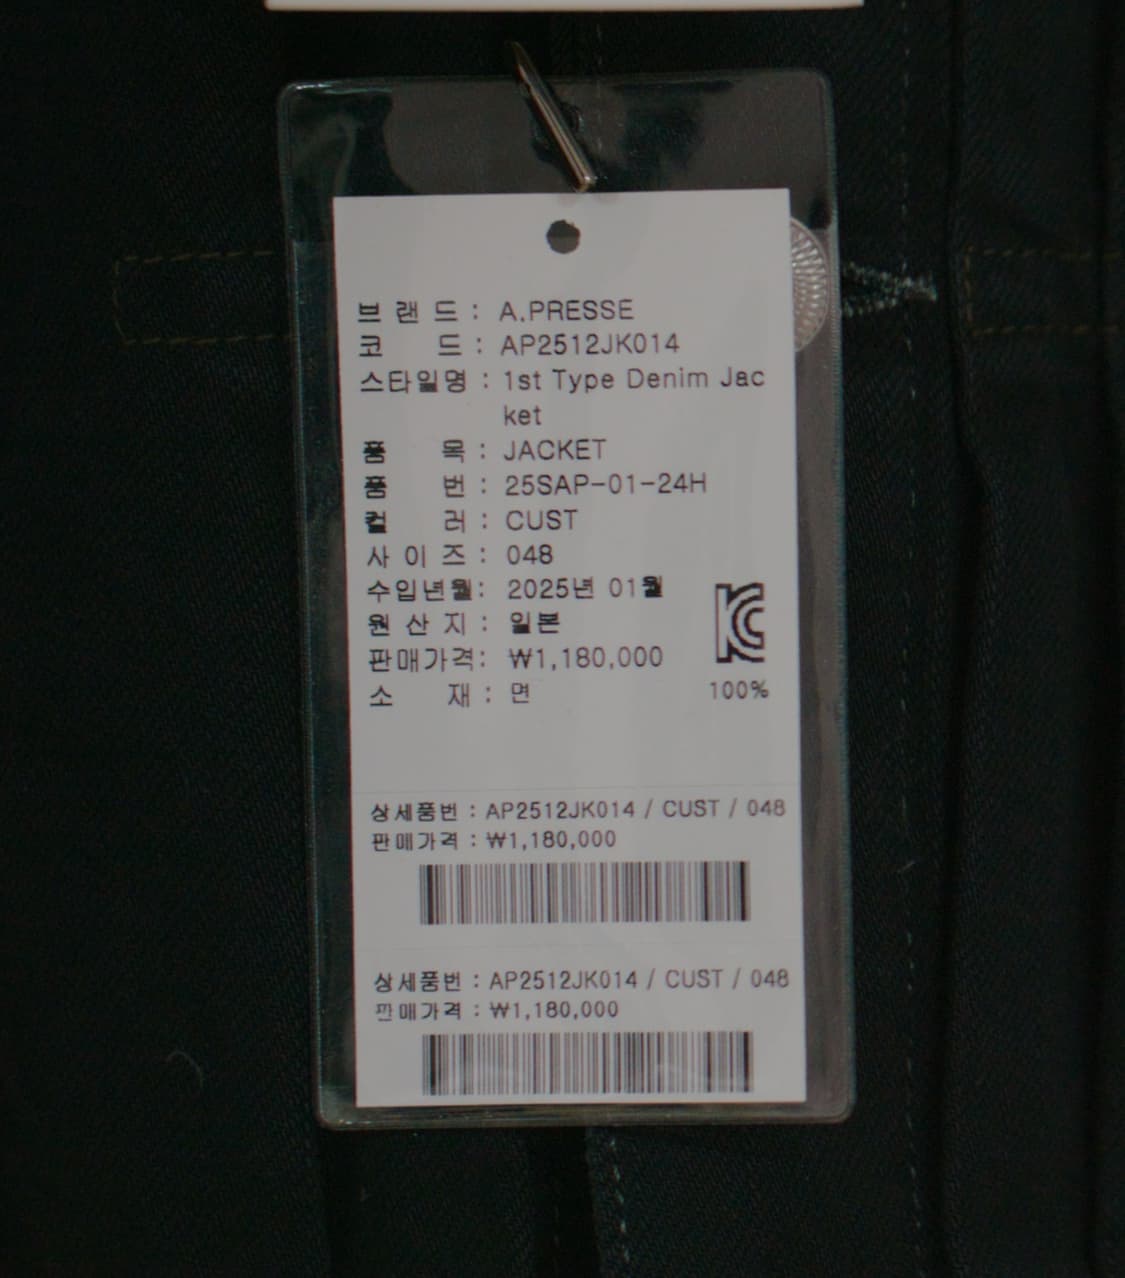 브랜드 : A.PRESSE
코드 : AP2512JK014
스타일명 : 1st Type Denim Jac
ket
품목 : JACKET
품번 : 25SAP-01-24H
컬러 : CUST
사이즈 : 048
수입년월 : 2025년 01월
원산지 : 일본
판매가격 : ₩1,180,000
소재 : 면 100%
상세품번 : AP2512JK014 / CUST / 048
판매가격 : ₩1,180,000
상세품번 : AP2512JK014 / CUST / 048
판매가격 : ₩1,180,000